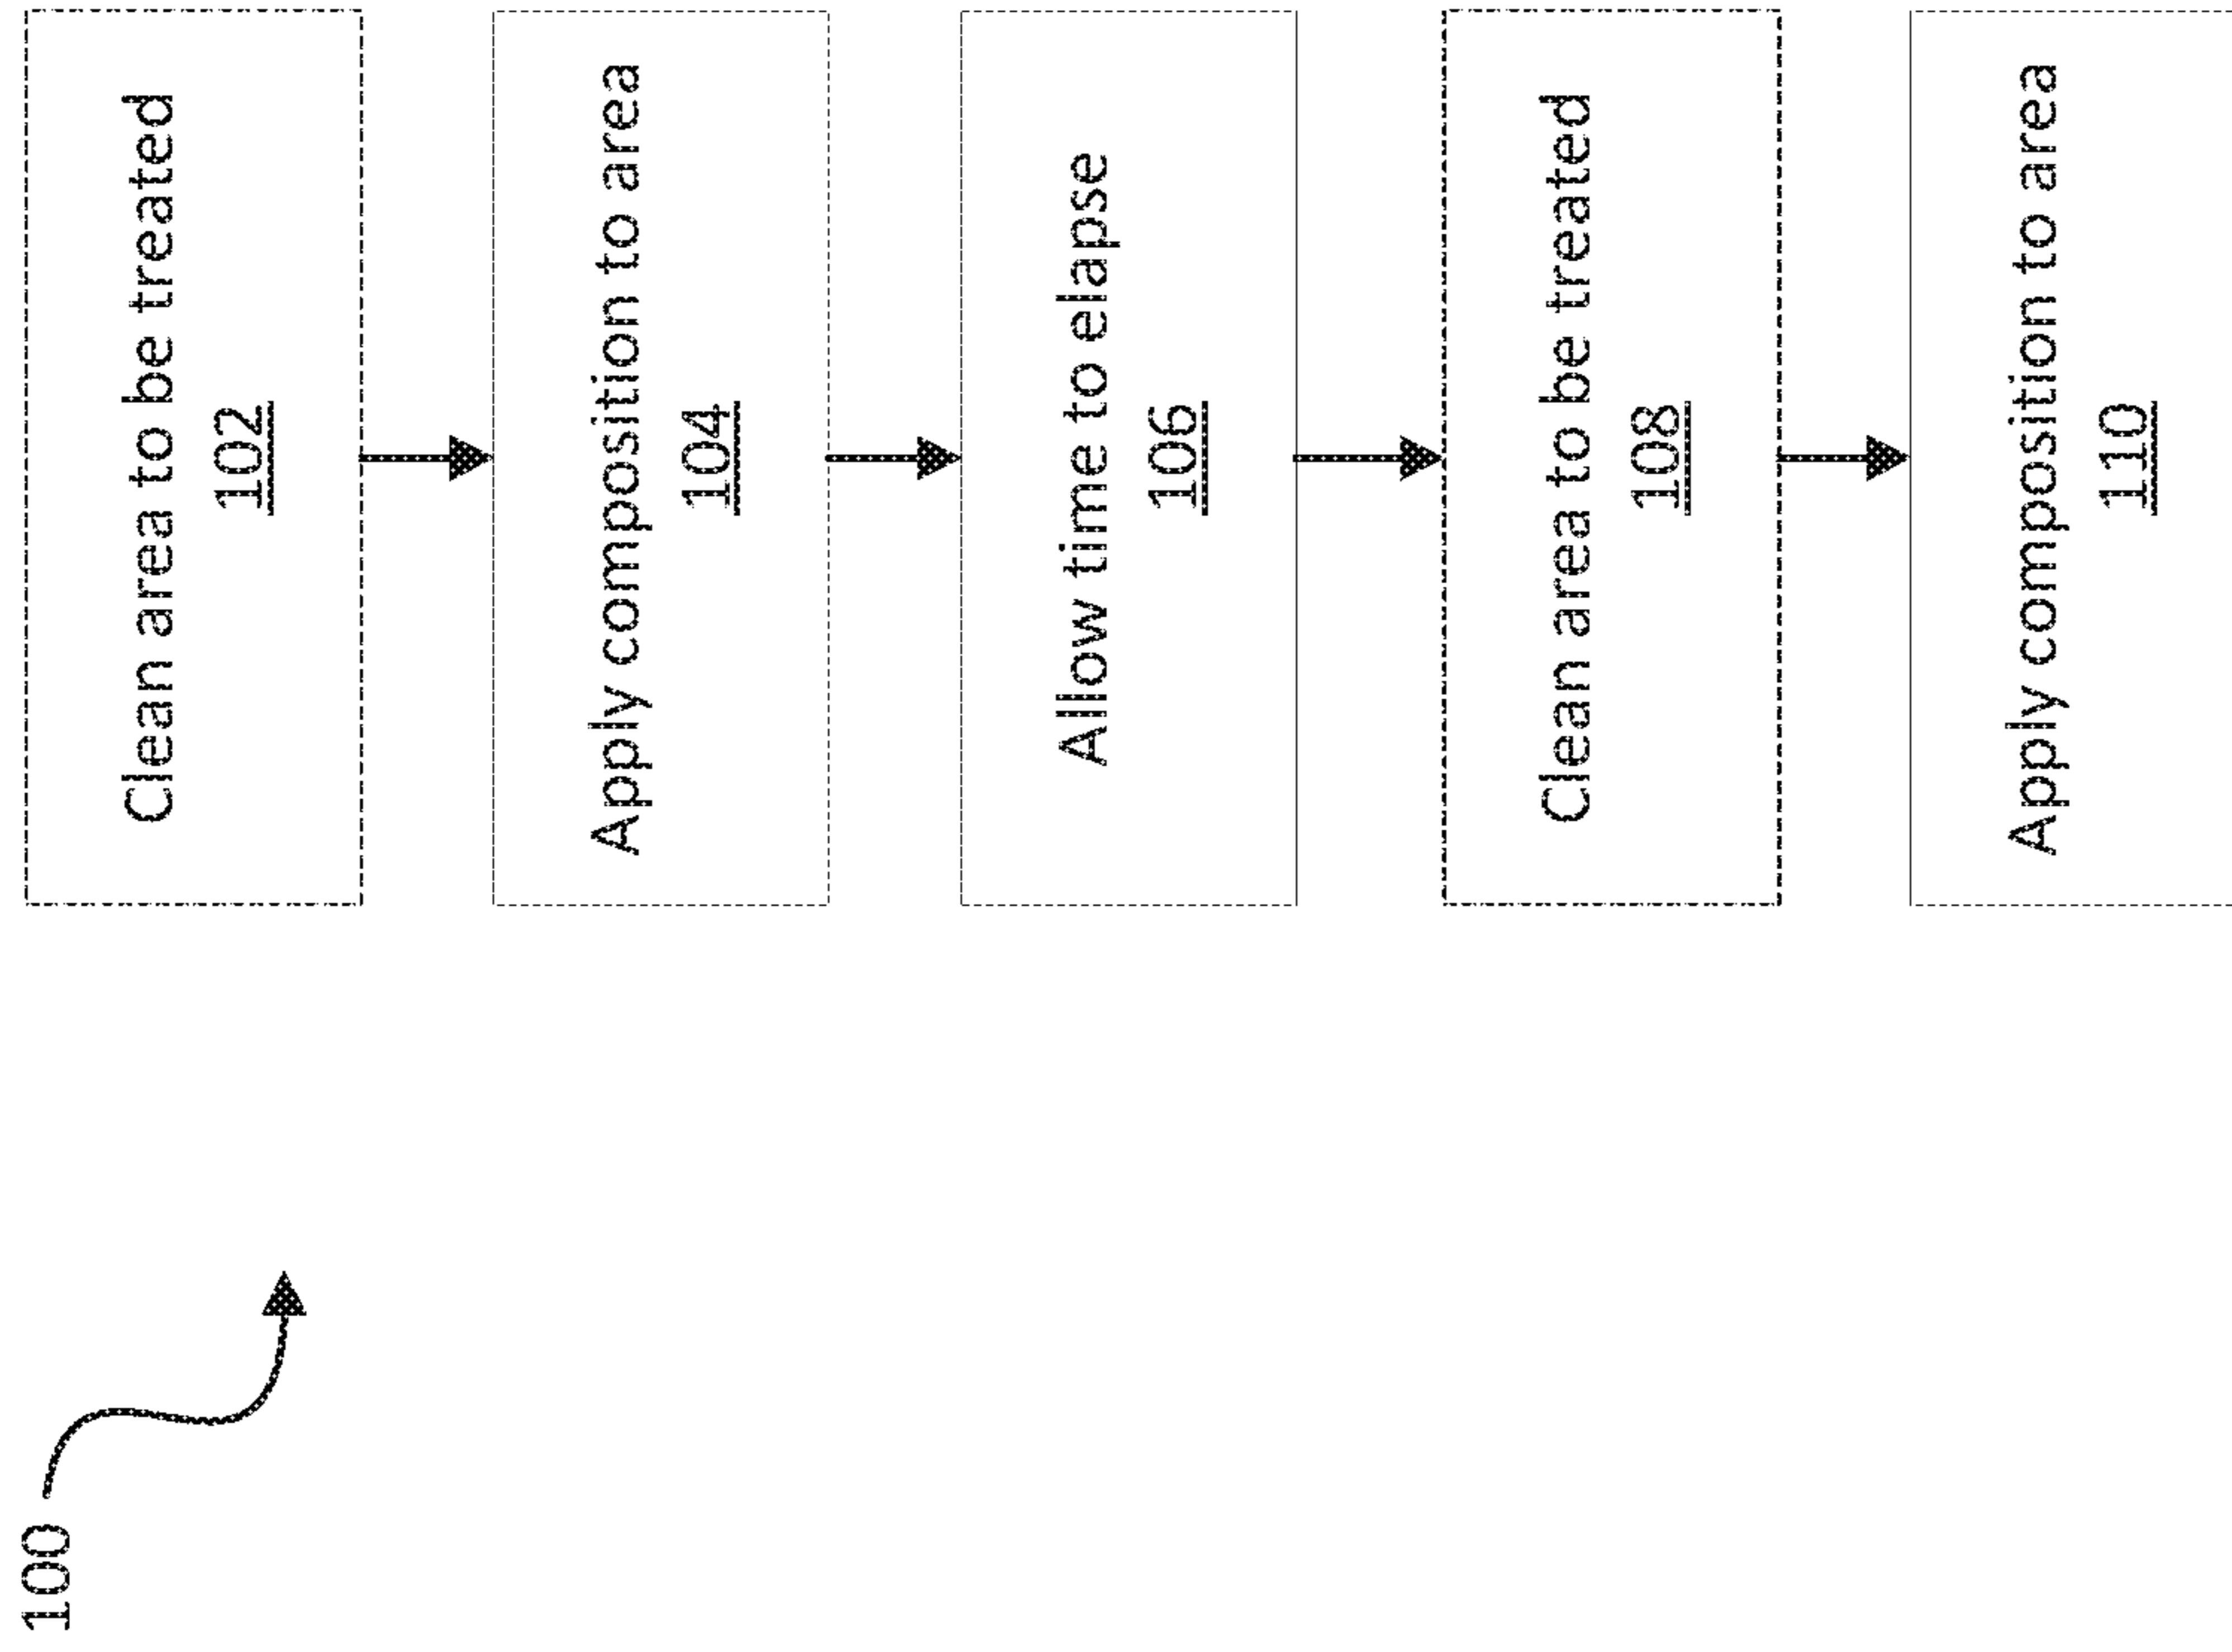 100
Clean area to be treated
102
Apply composition to area
104
Allow time to elapse
106
Clean area to be treated
108
Apply composition to area
110